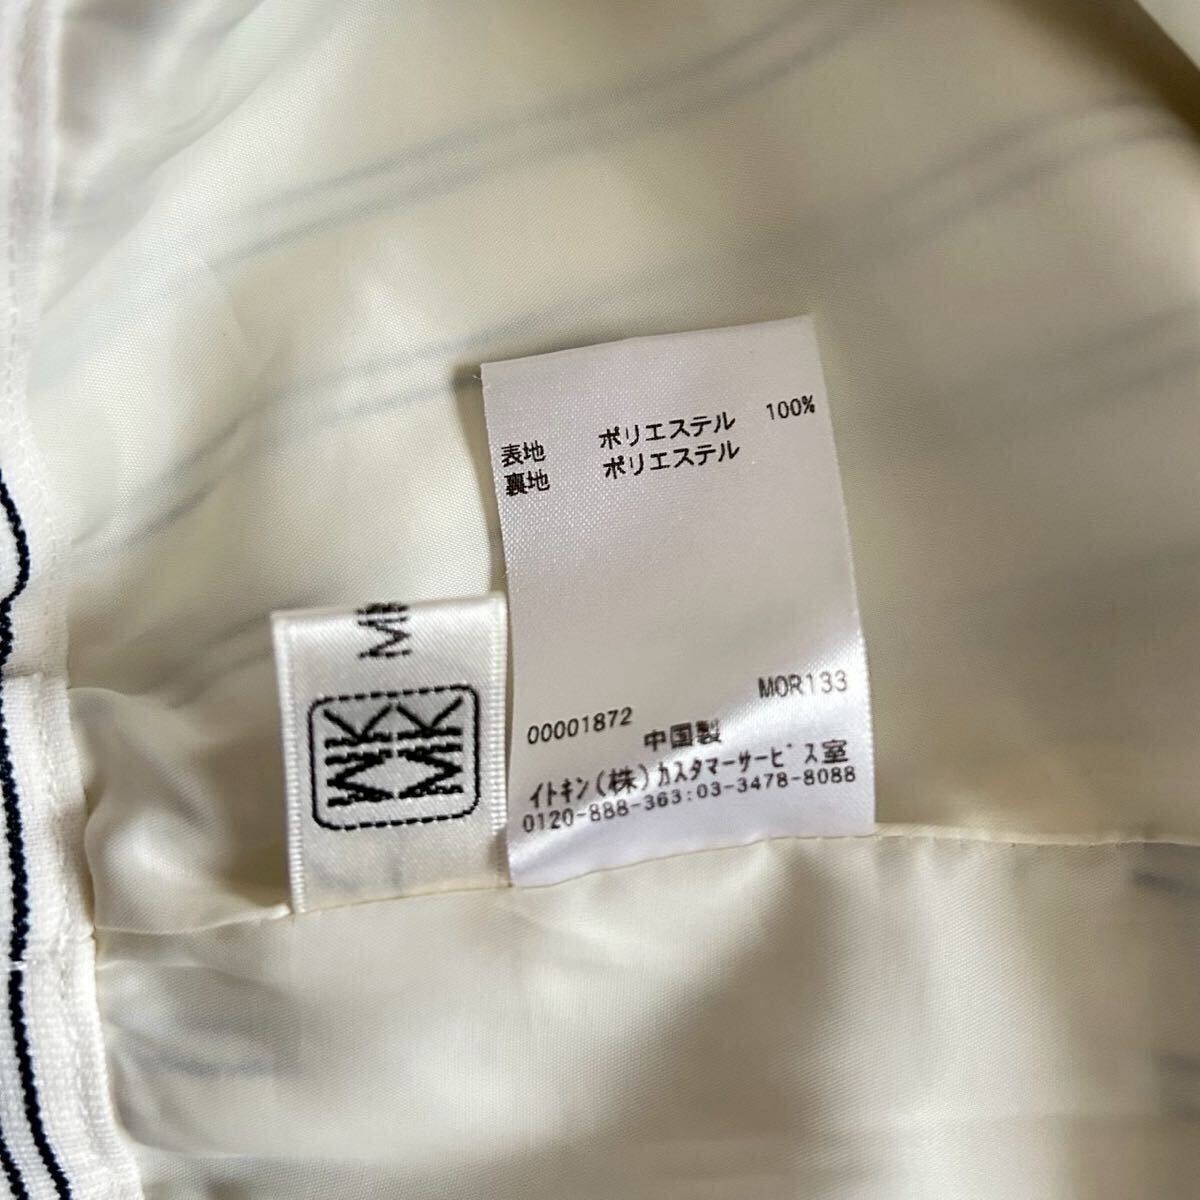 表地 ポリエステル 100%
裏地 ポリエステル
MOR133
00001872
中国製
イトキン(株)カスタマーサービス室
0120-888-363:03-3478-8088
MK
MK